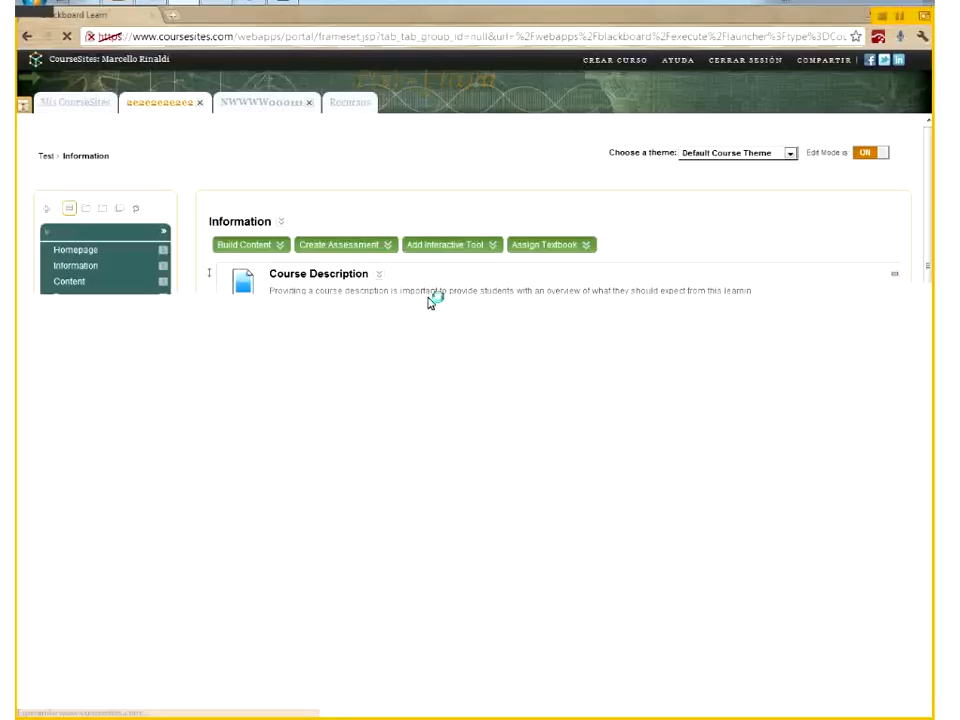 ckboard Learn
https://www.coursesites.com/webapps/portal/frameset.jsp?tab_tab_group_id=null&url=%2Fwebapps%2Fblackboard%2Fexecute%2Flauncher%3Ftype%3DCou
CourseSites: Marcello Rinaldi
CREAR CURSO AYUDA CERRAR SESIÓN COMPARTIR
Mis CourseSites
Recursos
Test > Information
Choose a theme: Default Course Theme Edit Mode is: ON
Information
Build Content Create Assessment Add Interactive Tool Assign Textbook
Homepage
Information
Content
Course Description
Providing a course description is important to provide students with an overview of what they should expect from this learnin